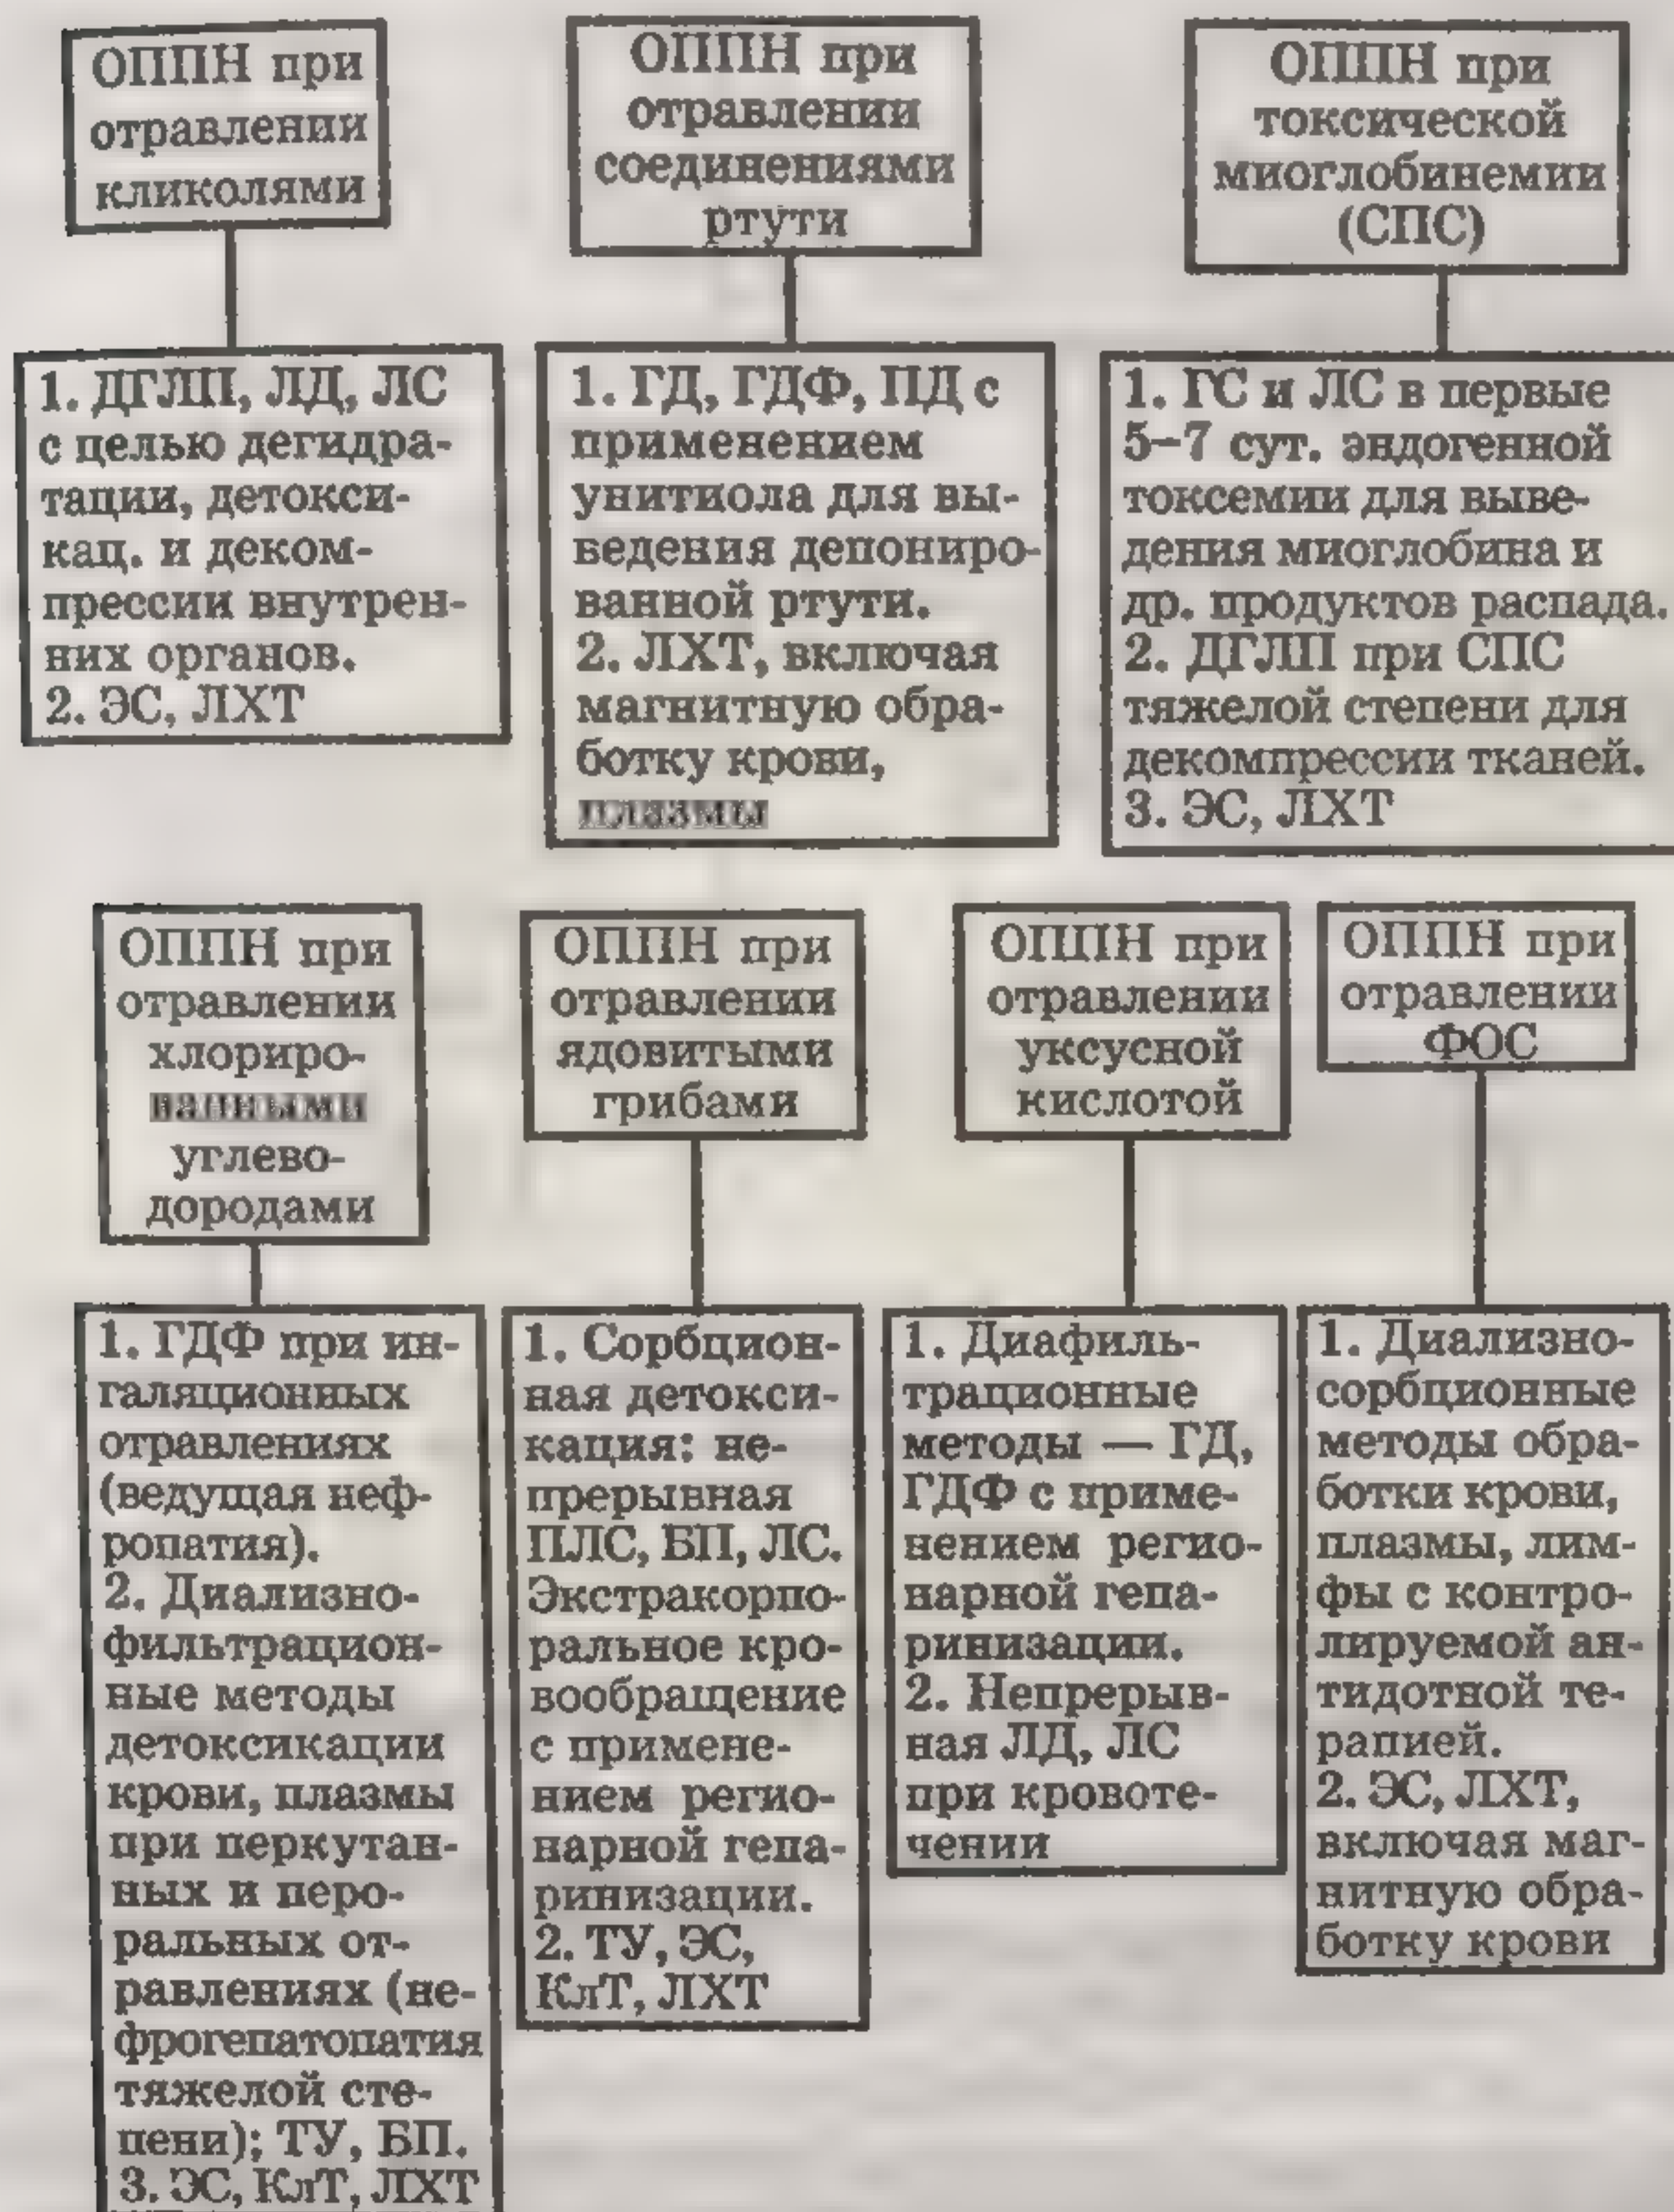 ОППН при
отравлении
кликолями
ОППН при
отравлении
соединениями
ртути
ОППН при
токсической
миоглобинемии
(СПС)
1. ДГЛП, ЛД, ЛС
с целью дегидра-
тации, детокси-
кац. и деком-
прессии внутрен-
них органов.
2. ЭС, ЛХТ
1. ГД, ГДФ, ПД с
применением
унитиола для вы-
ведения депониро-
ванной ртути.
2. ЛХТ, включая
магнитную обра-
ботку крови,
плазмы
1. ГС и ЛС в первые
5–7 сут. эндогенной
токсемии для выве-
дения миоглобина и
др. продуктов распада.
2. ДГЛП при СПС
тяжелой степени для
декомпрессии тканей.
3. ЭС, ЛХТ
ОППН при
отравлении
хлориро-
ванными
углево-
дородами
ОППН при
отравлении
ядовитыми
грибами
ОППН при
отравлении
уксусной
кислотой
ОППН при
отравлении
ФОС
1. ГДФ при ин-
галяционных
отравлениях
(ведущая неф-
ропатия).
2. Диализно-
фильтрацион-
ные методы
детоксикации
крови, плазмы
при перкутан-
ных и перо-
ральных от-
равлениях (не-
фрогепатопатия
тяжелой сте-
пени); ТУ, БП.
3. ЭС, КлТ, ЛХТ
1. Сорбцион-
ная детокси-
кация: не-
прерывная
ПЛС, БП, ЛС.
Экстракорпо-
ральное кро-
вообращение
с примене-
нием регио-
нарной гепа-
ринизации.
2. ТУ, ЭС,
КлТ, ЛХТ
1. Диафиль-
трационные
методы — ГД,
ГДФ с приме-
нением регио-
нарной гепа-
ринизации.
2. Непрерыв-
ная ЛД, ЛС
при кровоте-
чении
1. Диализно-
сорбционные
методы обра-
ботки крови,
плазмы, лим-
фы с контро-
лируемой ан-
тидотной те-
рапией.
2. ЭС, ЛХТ,
включая маг-
нитную обра-
ботку крови